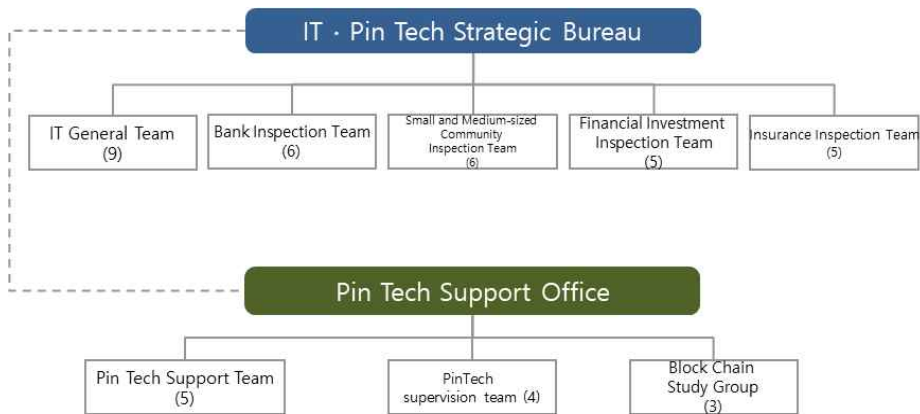 IT · Pin Tech Strategic Bureau
IT General Team
(9)
Bank Inspection Team
(6)
Small and Medium-sized
Community
Inspection Team
(6)
Financial Investment
Inspection Team
(5)
Insurance Inspection Team
(5)
Pin Tech Support Office
Pin Tech Support Team
(5)
PinTech
supervision team (4)
Block Chain
Study Group
(3)